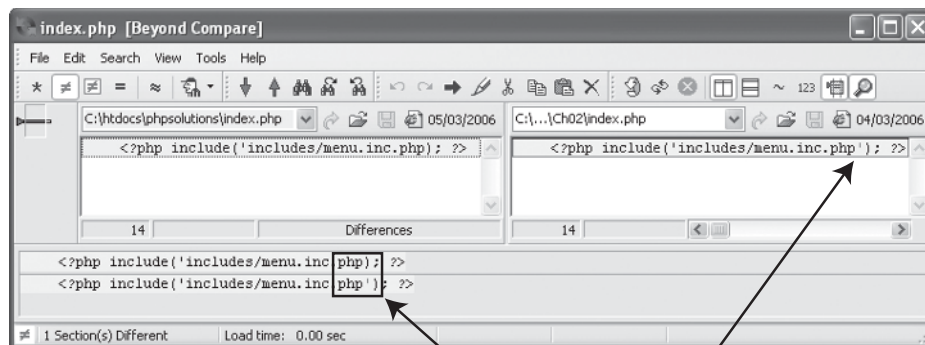 index.php [Beyond Compare]
File Edit Search View Tools Help
* ≠ = ≈ ~ 123
C:\htdocs\phpsolutions\index.php 05/03/2006 C:\...\Ch02\index.php 04/03/2006
<?php include('includes/menu.inc.php); ?> <?php include('includes/menu.inc.php'); ?>
14 Differences 14
<?php include('includes/menu.inc.php); ?>
<?php include('includes/menu.inc.php'); ?>
≠ 1 Section(s) Different Load time: 0.00 sec